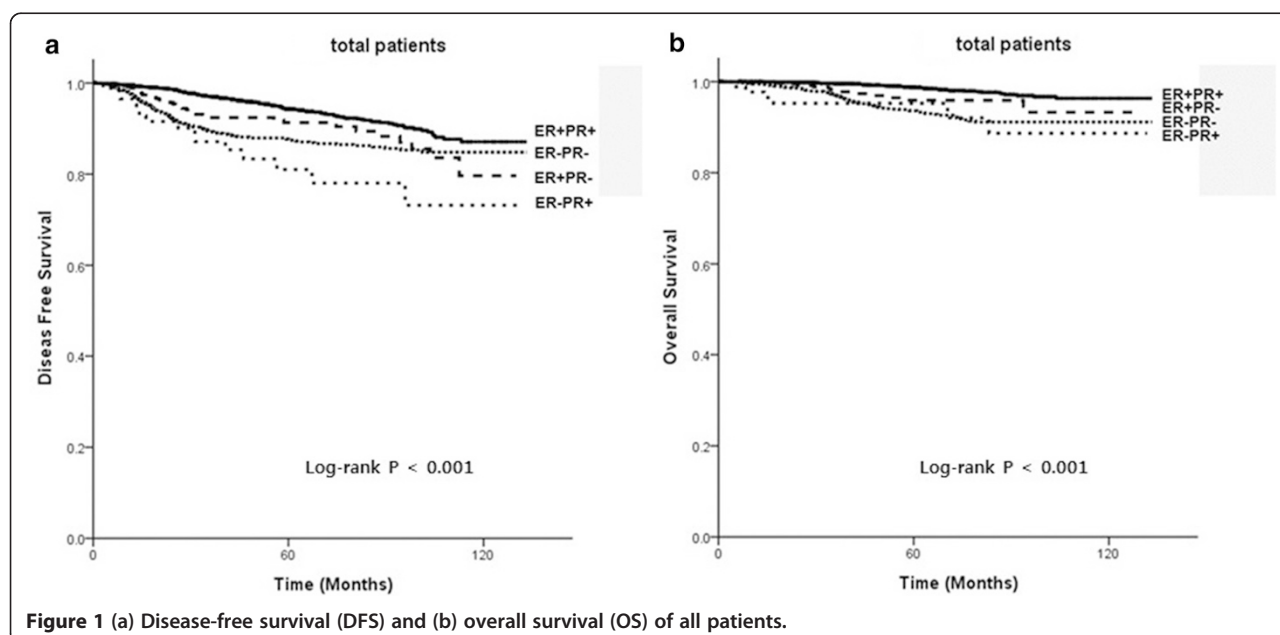 a
total patients
1.0
0.8
0.6
0.4
0.2
0.0
0
60
120
Diseas Free Survival
Time (Months)
ER+PR+
ER-PR-
ER+PR-
ER-PR+
Log-rank P < 0.001
b
total patients
1.0
0.8
0.6
0.4
0.2
0.0
0
60
120
Overall Survival
Time (Months)
ER+PR+
ER+PR-
ER-PR-
ER-PR+
Log-rank P < 0.001
Figure 1 (a) Disease-free survival (DFS) and (b) overall survival (OS) of all patients.